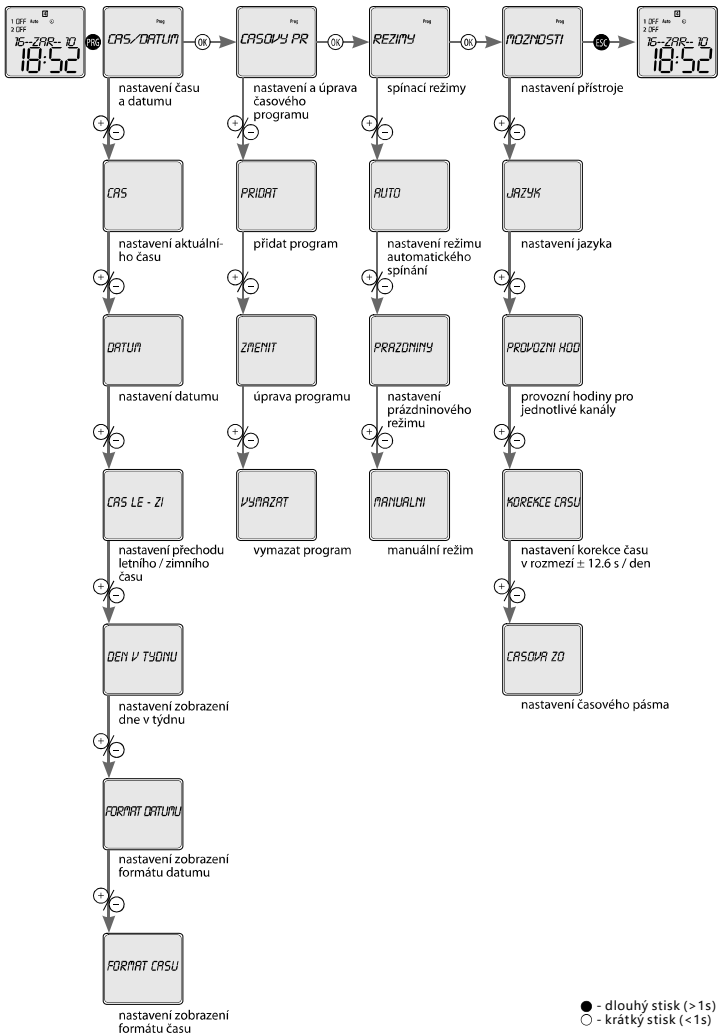 1 OFF Auto
2 OFF
16--ZAR-- 10
18:52
PRG
Prog
CAS/DATUM
OK
Prog
CASOVY PR
OK
Prog
REZIMY
OK
Prog
MOZNOSTI
ESC
1 OFF Auto
2 OFF
16--ZAR-- 10
18:52
nastavení času
a datumu
+
−
CAS
nastavení aktuální-
ho času
+
−
DATUM
nastavení datumu
+
−
CAS LE - ZI
nastavení přechodu
letního / zimního
času
+
−
DEN V TYDNU
nastavení zobrazení
dne v týdnu
+
−
FORMAT DATUMU
nastavení zobrazení
formátu datumu
+
−
FORMAT CASU
nastavení zobrazení
formátu času
nastavení a úprava
časového
programu
+
−
PRIDAT
přidat program
+
−
ZMENIT
úprava programu
+
−
VYMAZAT
vymazat program
spínací režimy
+
−
AUTO
nastavení režimu
automatického
spínání
+
−
PRAZDNINY
nastavení
prázdninového
režimu
+
−
MANUALNI
manuální režim
nastavení přístroje
+
−
JAZYK
nastavení jazyka
+
−
PROVOZNI HOD
provozní hodiny pro
jednotlivé kanály
+
−
KOREKCE CASU
nastavení korekce času
v rozmezí ± 12.6 s / den
+
−
CASOVA ZO
nastavení časového pásma
- dlouhý stisk (>1s)
- krátký stisk (<1s)